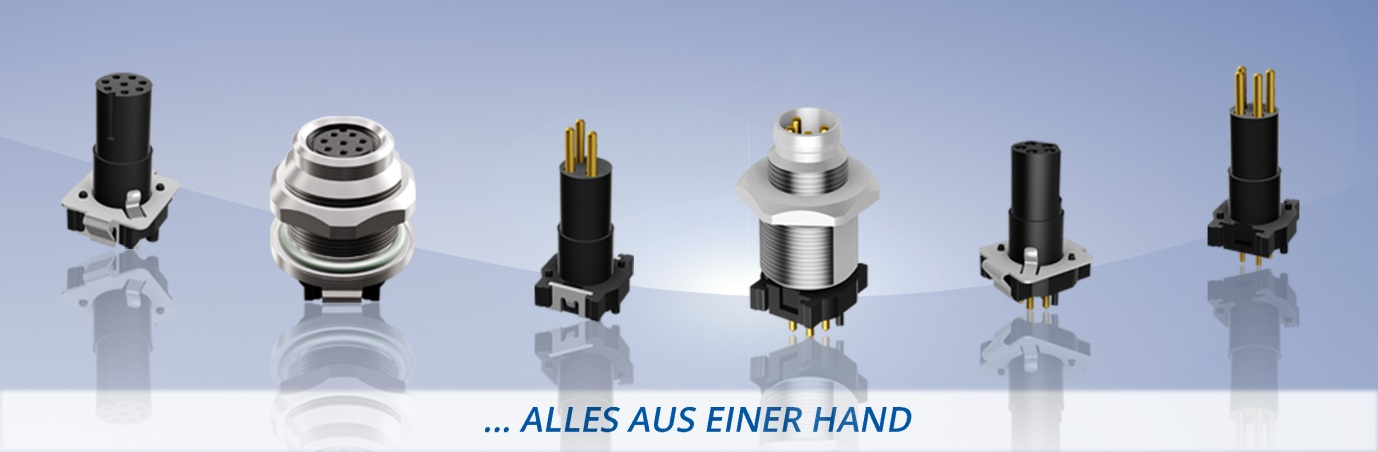 ... ALLES AUS EINER HAND